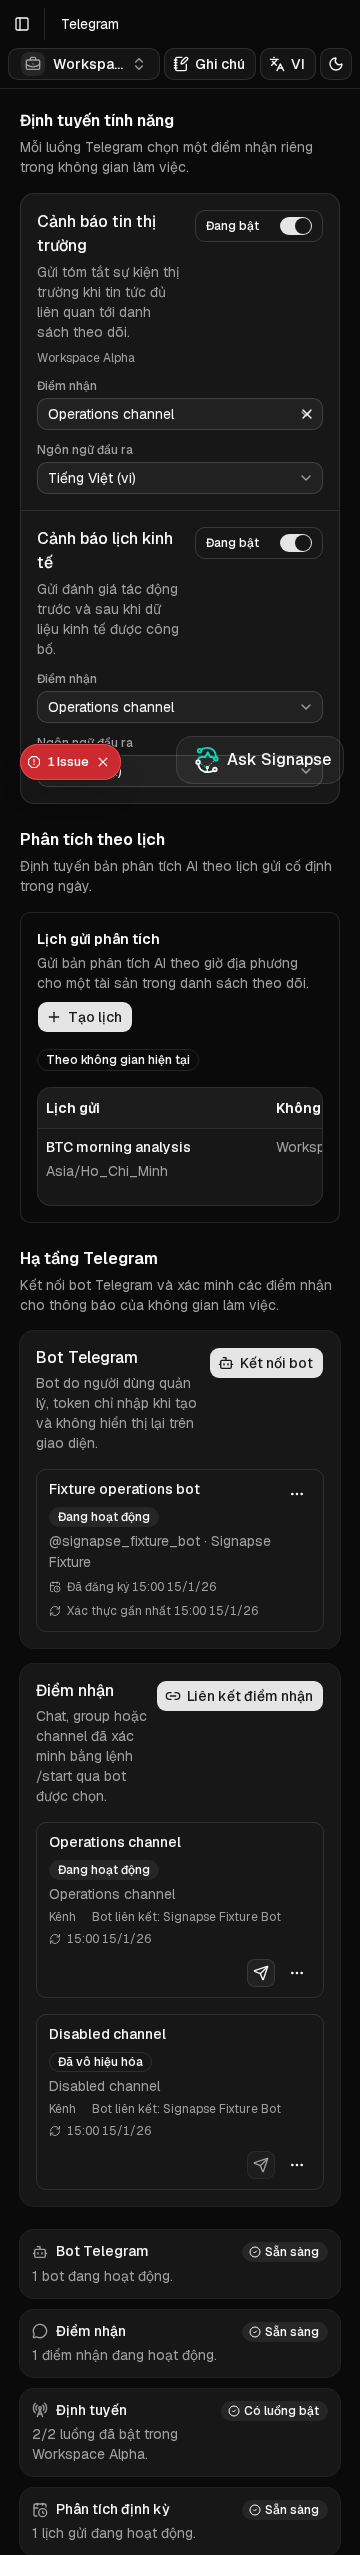 Telegram
Workspa...
Ghi chú
VI
Định tuyến tính năng
Mỗi luồng Telegram chọn một điểm nhận riêng
trong không gian làm việc.
Cảnh báo tin thị
trường
Đang bật
Gửi tóm tắt sự kiện thị
trường khi tin tức đủ
liên quan tới danh
sách theo dõi.
Workspace Alpha
Điểm nhận
Operations channel
Ngôn ngữ đầu ra
Tiếng Việt (vi)
Cảnh báo lịch kinh
tế
Đang bật
Gửi đánh giá tác động
trước và sau khi dữ
liệu kinh tế được công
bố.
Điểm nhận
Operations channel
Ngôn ngữ đầu ra
1 Issue
Ask Signapse
Phân tích theo lịch
Định tuyến bản phân tích AI theo lịch gửi cố định
trong ngày.
Lịch gửi phân tích
Gửi bản phân tích AI theo giờ địa phương
cho một tài sản trong danh sách theo dõi.
Tạo lịch
Theo không gian hiện tại
Lịch gửi
Không
BTC morning analysis
Worksp
Asia/Ho_Chi_Minh
Hạ tầng Telegram
Kết nối bot Telegram và xác minh các điểm nhận
cho thông báo của không gian làm việc.
Bot Telegram
Kết nối bot
Bot do người dùng quản
lý, token chỉ nhập khi tạo
và không hiển thị lại trên
giao diện.
Fixture operations bot
Đang hoạt động
@signapse_fixture_bot · Signapse
Fixture
Đã đăng ký 15:00 15/1/26
Xác thực gần nhất 15:00 15/1/26
Điểm nhận
Liên kết điểm nhận
Chat, group hoặc
channel đã xác
minh bằng lệnh
/start qua bot
được chọn.
Operations channel
Đang hoạt động
Operations channel
Kênh
Bot liên kết: Signapse Fixture Bot
15:00 15/1/26
Disabled channel
Đã vô hiệu hóa
Disabled channel
Kênh
Bot liên kết: Signapse Fixture Bot
15:00 15/1/26
Bot Telegram
Sẵn sàng
1 bot đang hoạt động.
Điểm nhận
Sẵn sàng
1 điểm nhận đang hoạt động.
Định tuyến
Có luồng bật
2/2 luồng đã bật trong
Workspace Alpha.
Phân tích định kỳ
Sẵn sàng
1 lịch gửi đang hoạt động.